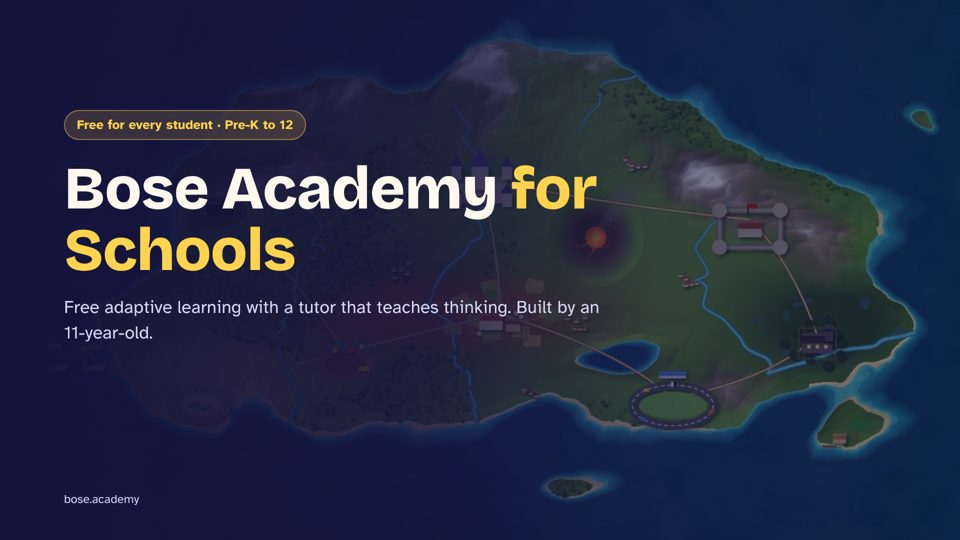 Free for every student · Pre-K to 12
Bose Academy for
Schools
Free adaptive learning with a tutor that teaches thinking. Built by an
11-year-old.
bose.academy